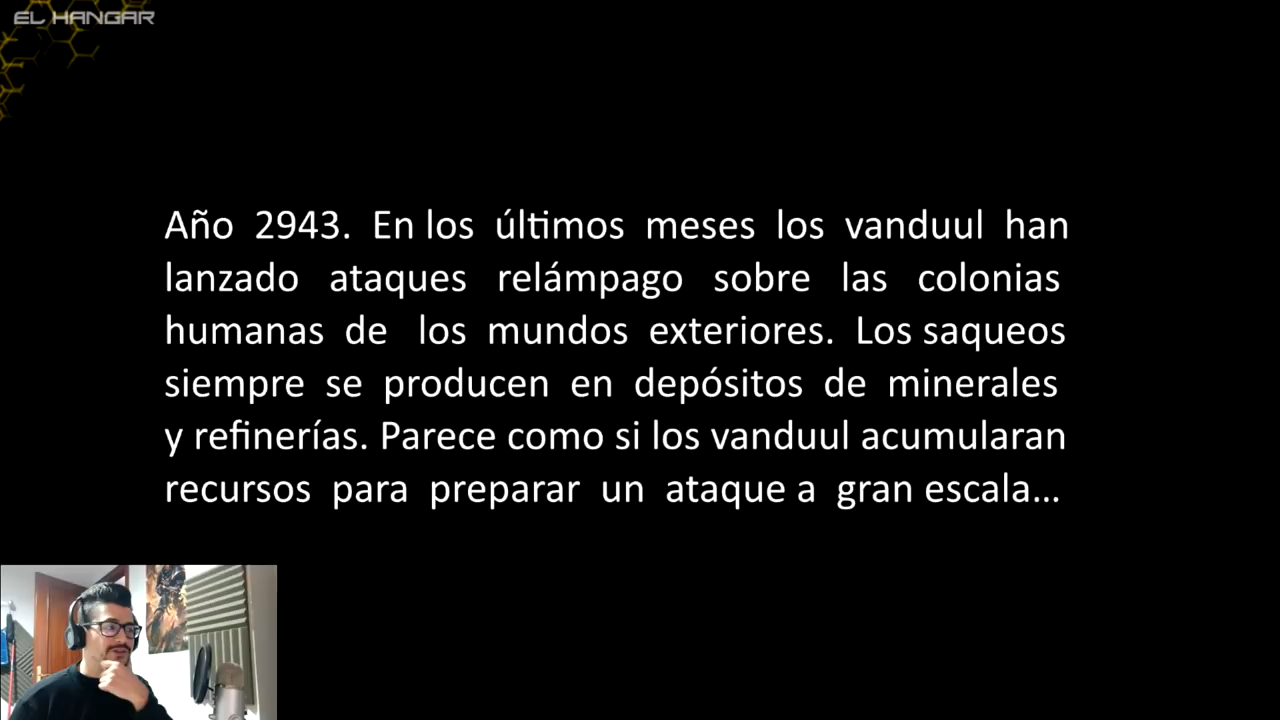 EL HANGAR
Año 2943. En los últimos meses los vanduul han
lanzado ataques relámpago sobre las colonias
humanas de los mundos exteriores. Los saqueos
siempre se producen en depósitos de minerales
y refinerías. Parece como si los vanduul acumularan
recursos para preparar un ataque a gran escala...